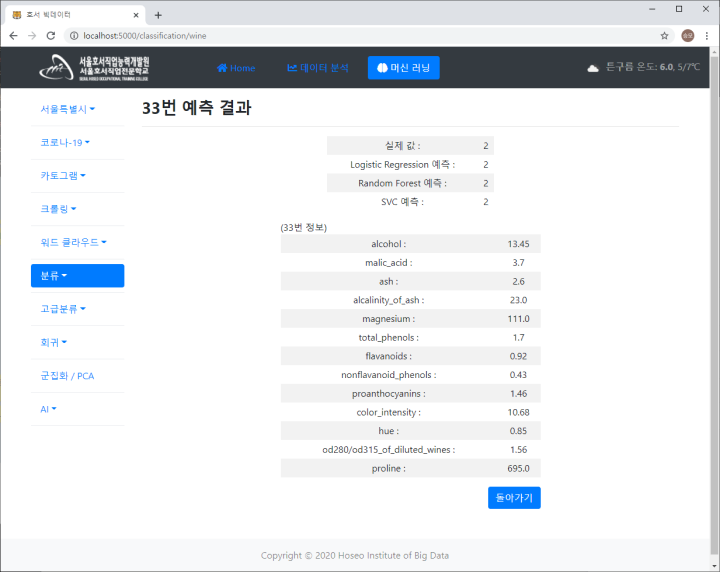 호서 빅데이터
localhost:5000/classification/wine
서울호서직업능력개발원
서울호서직업전문학교
SEOUL HOSEO OCCUPATIONAL TRAINING COLLEGE
Home
데이터 분석
머신 러닝
튼구름 온도: 6.0, 5/7℃
서울특별시
코로나-19
카토그램
크롤링
워드 클라우드
분류
고급분류
회귀
군집화 / PCA
AI
33번 예측 결과
실제 값 : 2
Logistic Regression 예측 : 2
Random Forest 예측 : 2
SVC 예측 : 2
(33번 정보)
alcohol : 13.45
malic_acid : 3.7
ash : 2.6
alcalinity_of_ash : 23.0
magnesium : 111.0
total_phenols : 1.7
flavanoids : 0.92
nonflavanoid_phenols : 0.43
proanthocyanins : 1.46
color_intensity : 10.68
hue : 0.85
od280/od315_of_diluted_wines : 1.56
proline : 695.0
돌아가기
Copyright © 2020 Hoseo Institute of Big Data